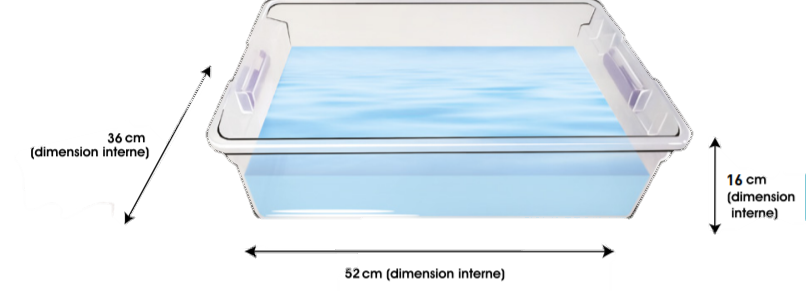 36 cm
(dimension interne)
16 cm
(dimension
interne)
52 cm (dimension interne)